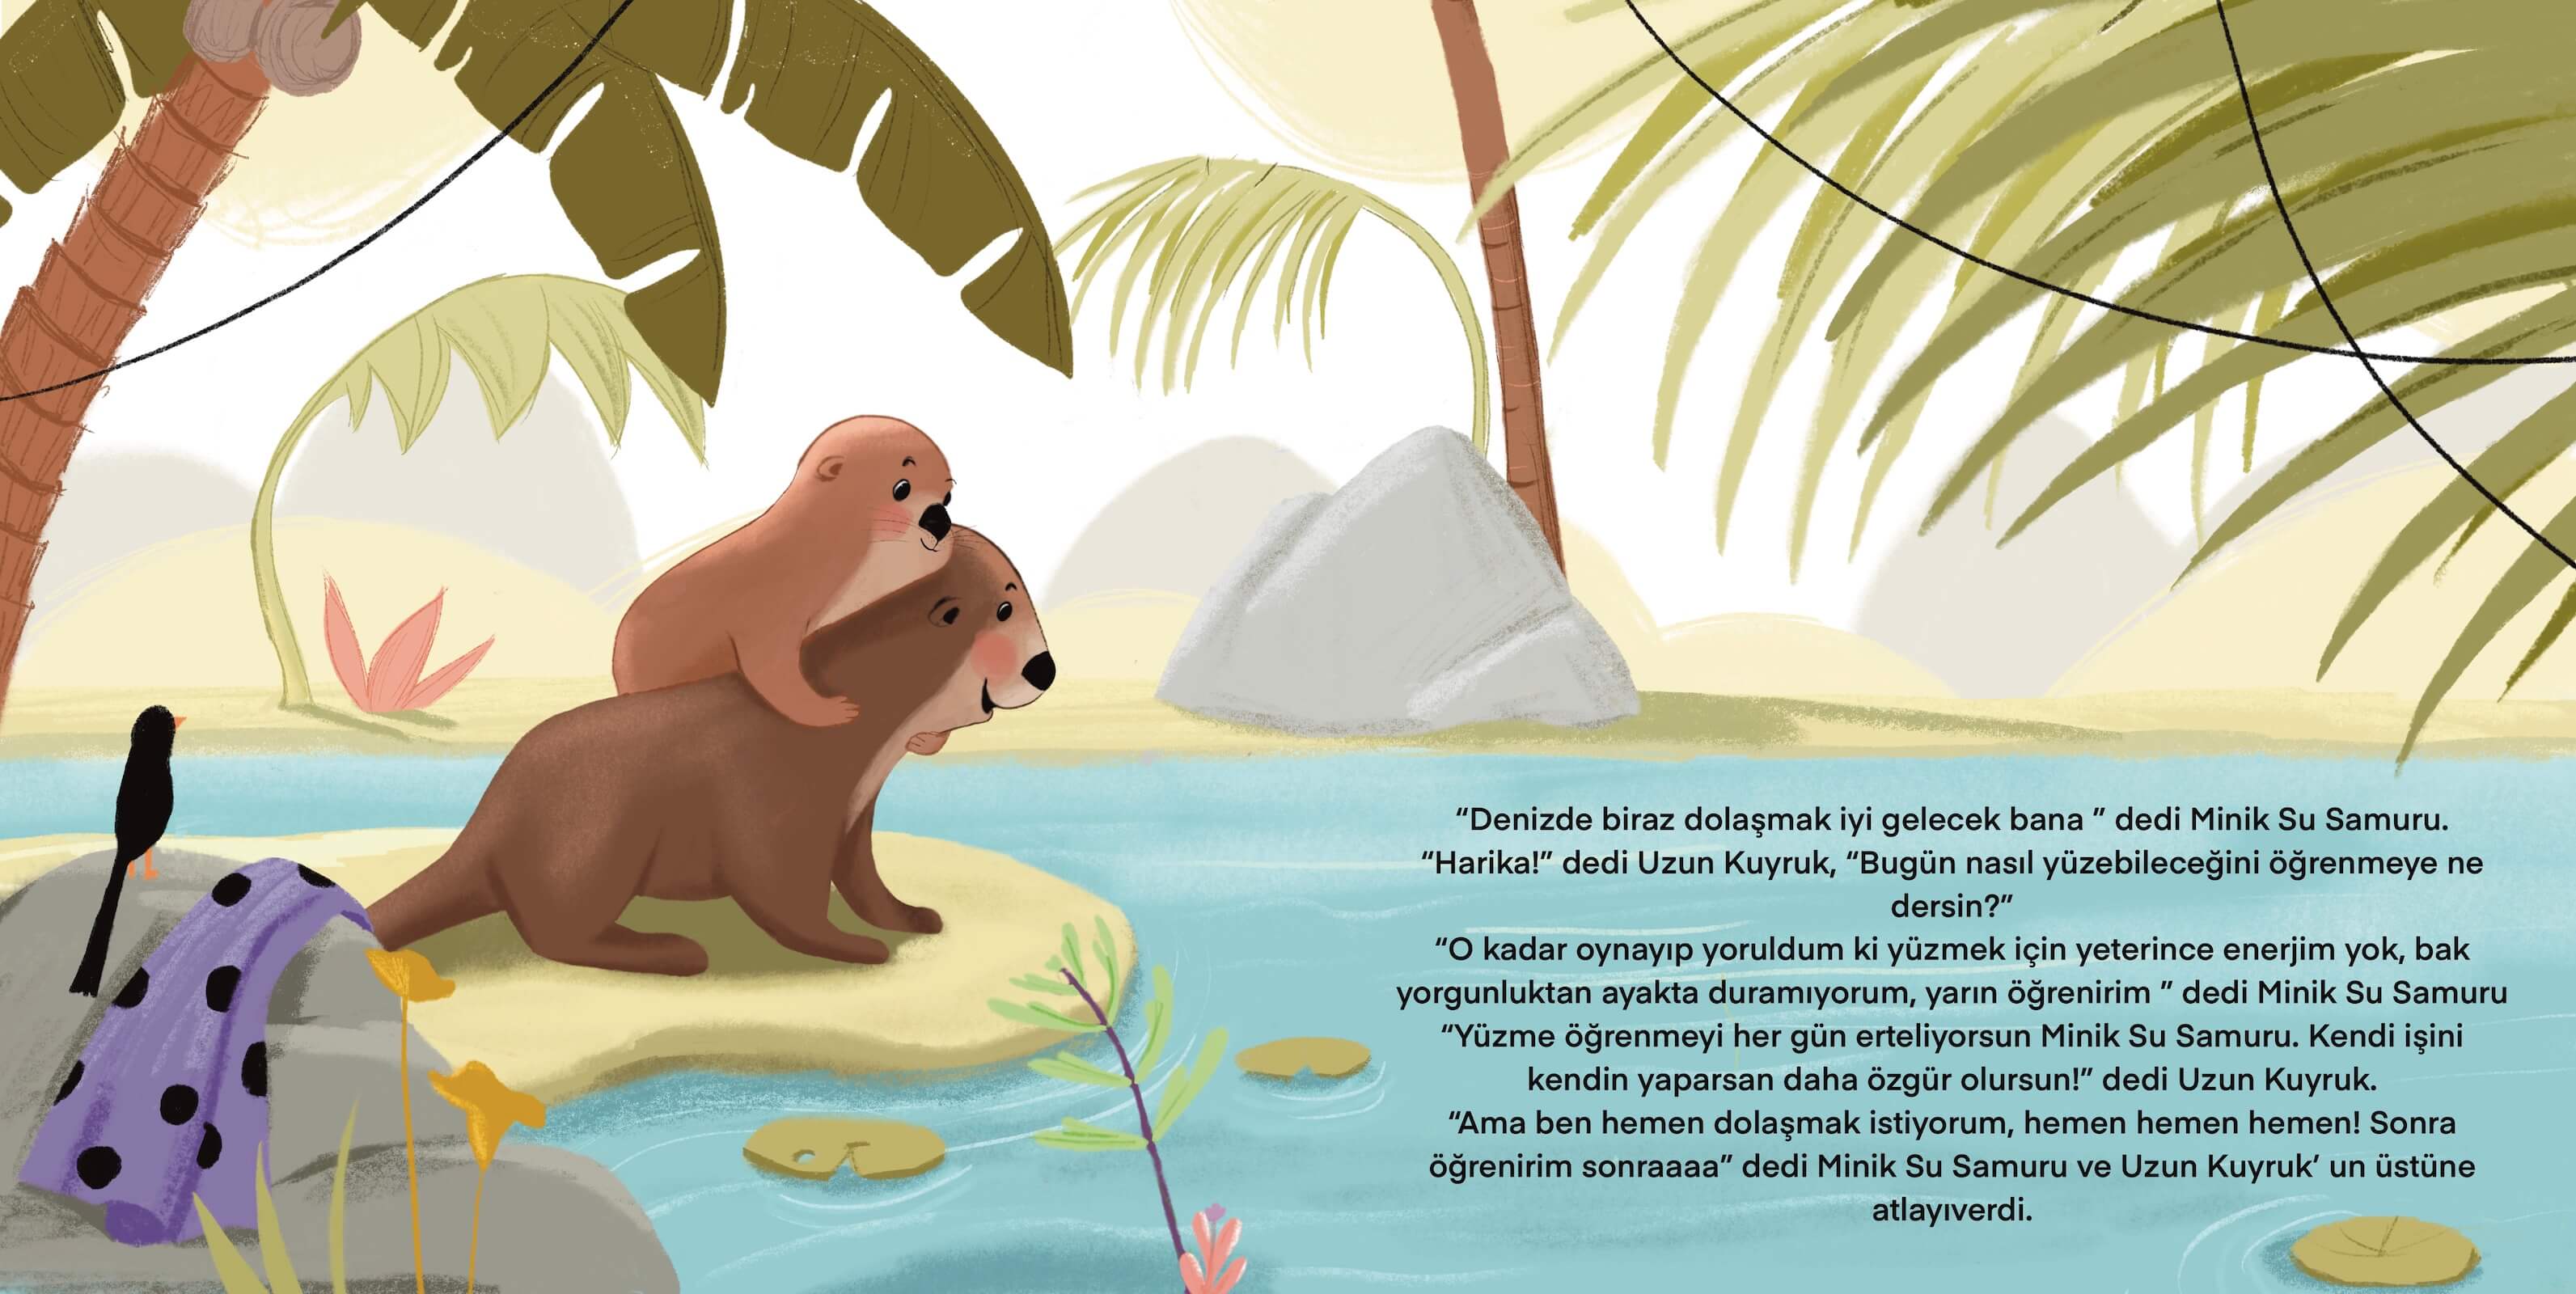 “Denizde biraz dolaşmak iyi gelecek bana ” dedi Minik Su Samuru.
“Harika!” dedi Uzun Kuyruk, “Bugün nasıl yüzebileceğini öğrenmeye ne
dersin?”
“O kadar oynayıp yoruldum ki yüzmek için yeterince enerjim yok, bak
yorgunluktan ayakta duramıyorum, yarın öğrenirim ” dedi Minik Su Samuru
“Yüzme öğrenmeyi her gün erteliyorsun Minik Su Samuru. Kendi işini
kendin yaparsan daha özgür olursun!” dedi Uzun Kuyruk.
“Ama ben hemen dolaşmak istiyorum, hemen hemen hemen! Sonra
öğrenirim sonraaaa” dedi Minik Su Samuru ve Uzun Kuyruk’ un üstüne
atlayıverdi.